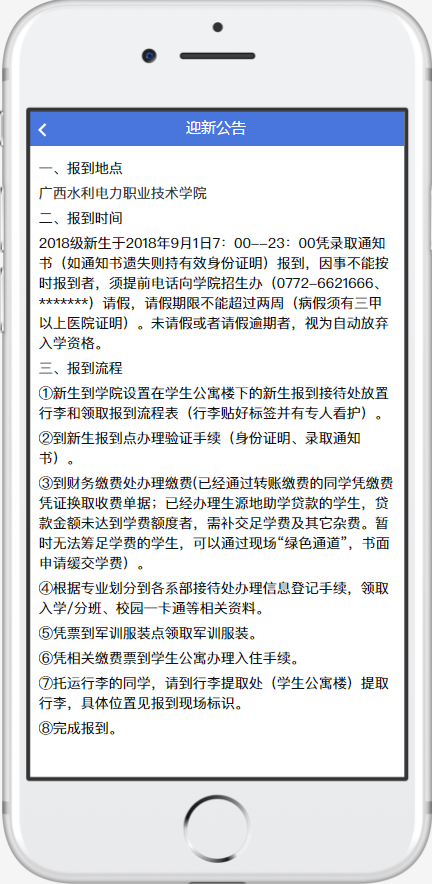 迎新公告
一、报到地点
广西水利电力职业技术学院
二、报到时间
2018级新生于2018年9月1日7：00--23：00凭录取通知
书（如通知书遗失则持有效身份证明）报到，因事不能按
时报到者，须提前电话向学院招生办（0772-6621666、
*******）请假，请假期限不能超过两周（病假须有三甲
以上医院证明）。未请假或者请假逾期者，视为自动放弃
入学资格。
三、报到流程
①新生到学院设置在学生公寓楼下的新生报到接待处放置
行李和领取报到流程表（行李贴好标签并有专人看护）。
②到新生报到点办理验证手续（身份证明、录取通知
书）。
③到财务缴费处办理缴费(已经通过转账缴费的同学凭缴费
凭证换取收费单据；已经办理生源地助学贷款的学生，贷
款金额未达到学费额度者，需补交足学费及其它杂费。暂
时无法筹足学费的学生，可以通过现场“绿色通道”，书面
申请缓交学费）。
④根据专业划分到各系部接待处办理信息登记手续，领取
入学/分班、校园一卡通等相关资料。
⑤凭票到军训服装点领取军训服装。
⑥凭相关缴费票到学生公寓办理入住手续。
⑦托运行李的同学，请到行李提取处（学生公寓楼）提取
行李，具体位置见报到现场标识。
⑧完成报到。